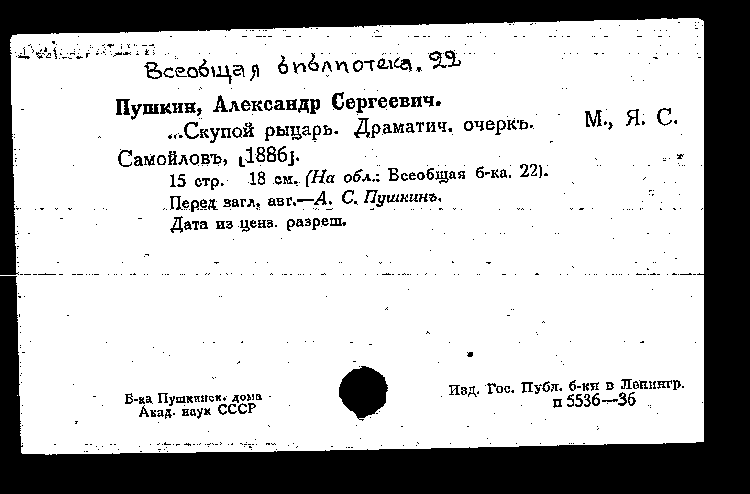 Всеобщая библиотека. 22
Пушкин, Александр Сергеевич.
...Скупой рыцарь. Драматич. очеркъ. М., Я. С.
Самойловъ, [1886].
15 стр. 18 см. (На обл.: Всеобщая б-ка. 22).
Перед загл. авт.—А. С. Пушкинъ.
Дата из ценз. разреш.
Б-ка Пушкинск. дома
Акад. наук СССР
Изд. Гос. Публ. б-ки в Ленингр.
п 5536—36